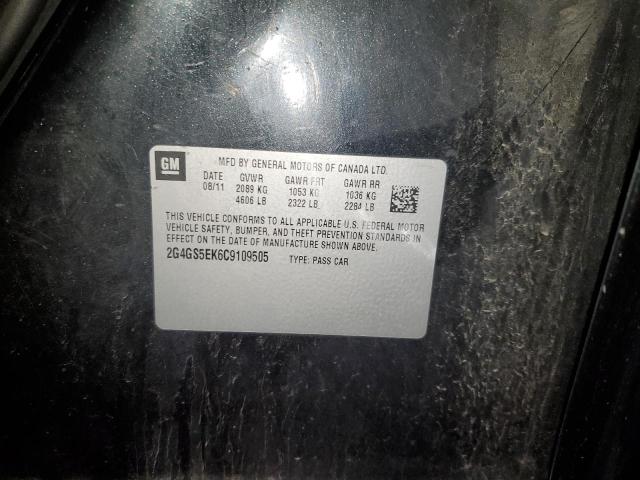 GM
MFD BY GENERAL MOTORS OF CANADA LTD.
DATE GVWR GAWR FRT GAWR RR
08/11 2089 KG 1053 KG 1036 KG
4606 LB 2322 LB 2284 LB
THIS VEHICLE CONFORMS TO ALL APPLICABLE U.S. FEDERAL MOTOR
VEHICLE SAFETY, BUMPER, AND THEFT PREVENTION STANDARDS IN
EFFECT ON THE DATE OF MANUFACTURE SHOWN ABOVE.
2G4GS5EK6C9109505 TYPE: PASS CAR